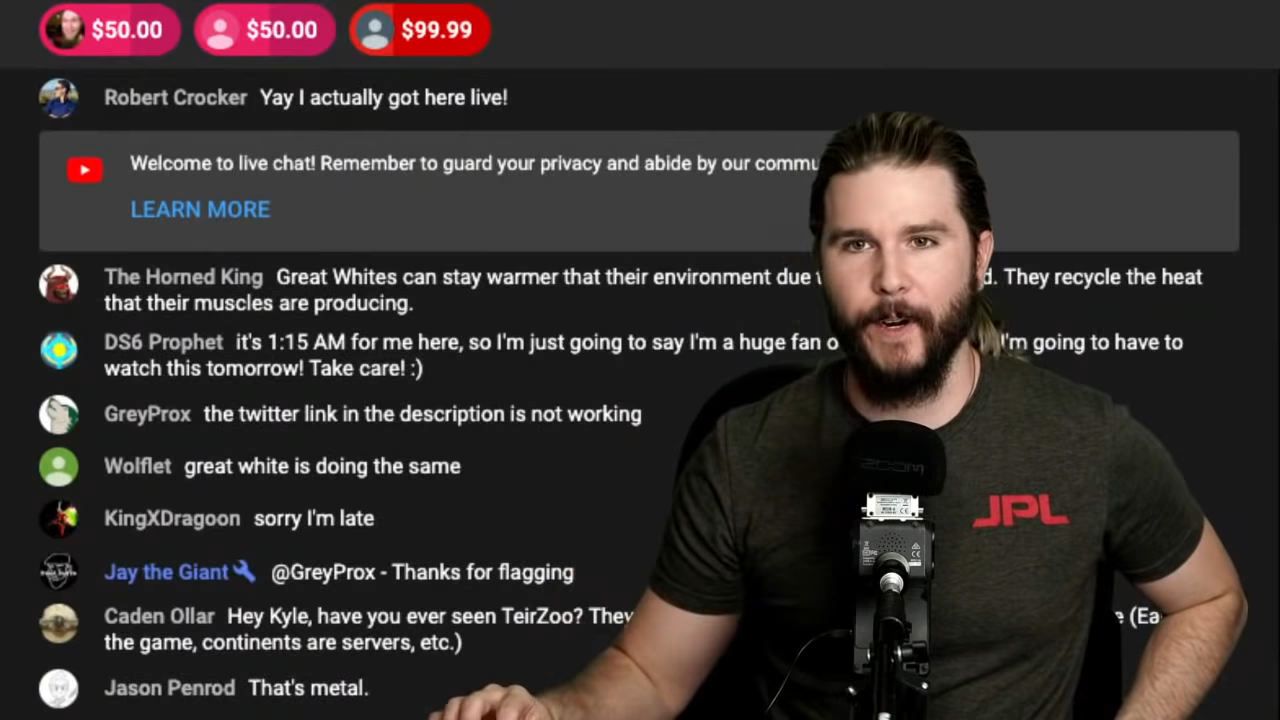 $50.00 $50.00 $99.99
Robert Crocker Yay I actually got here live!
Welcome to live chat! Remember to guard your privacy and abide by our commu
LEARN MORE
The Horned King Great Whites can stay warmer that their environment due d. They recycle the heat
that their muscles are producing.
DS6 Prophet it's 1:15 AM for me here, so I'm just going to say I'm a huge fan I'm going to have to
watch this tomorrow! Take care! :)
GreyProx the twitter link in the description is not working
Wolflet great white is doing the same
ZOOM
KingXDragoon sorry I'm late
JPL
Jay the Giant @GreyProx - Thanks for flagging
Caden Ollar Hey Kyle, have you ever seen TeirZoo? They e (Ea
the game, continents are servers, etc.)
Jason Penrod That's metal.